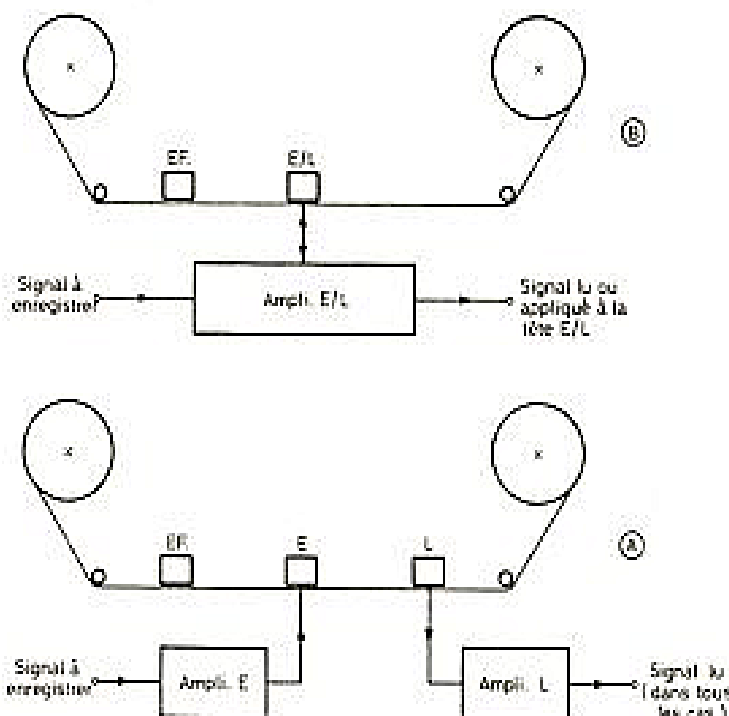 EF.
E/L
B
Signal à
enregistrer
Ampli. E/L
Signal lu ou
appliqué à la
tête E/L
EF.
E
L
A
Signal à
enregistrer
Ampli. E
Ampli. L
Signal lu
(dans tous
les cas)